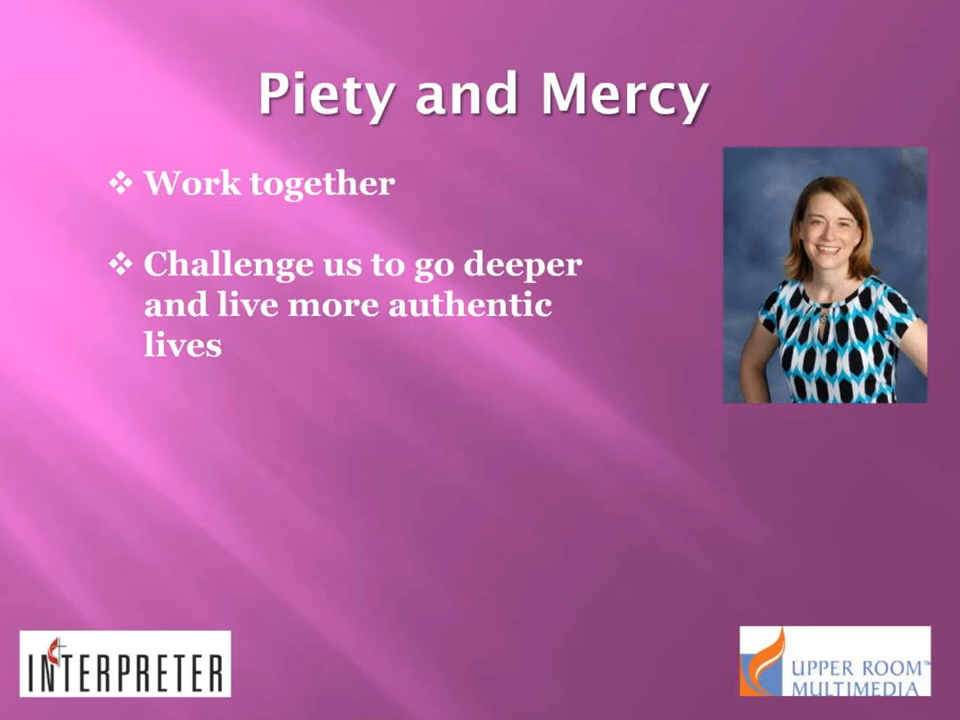 Piety and Mercy
❖ Work together
❖ Challenge us to go deeper
and live more authentic
lives
INTERPRETER
UPPER ROOM™
MULTIMEDIA